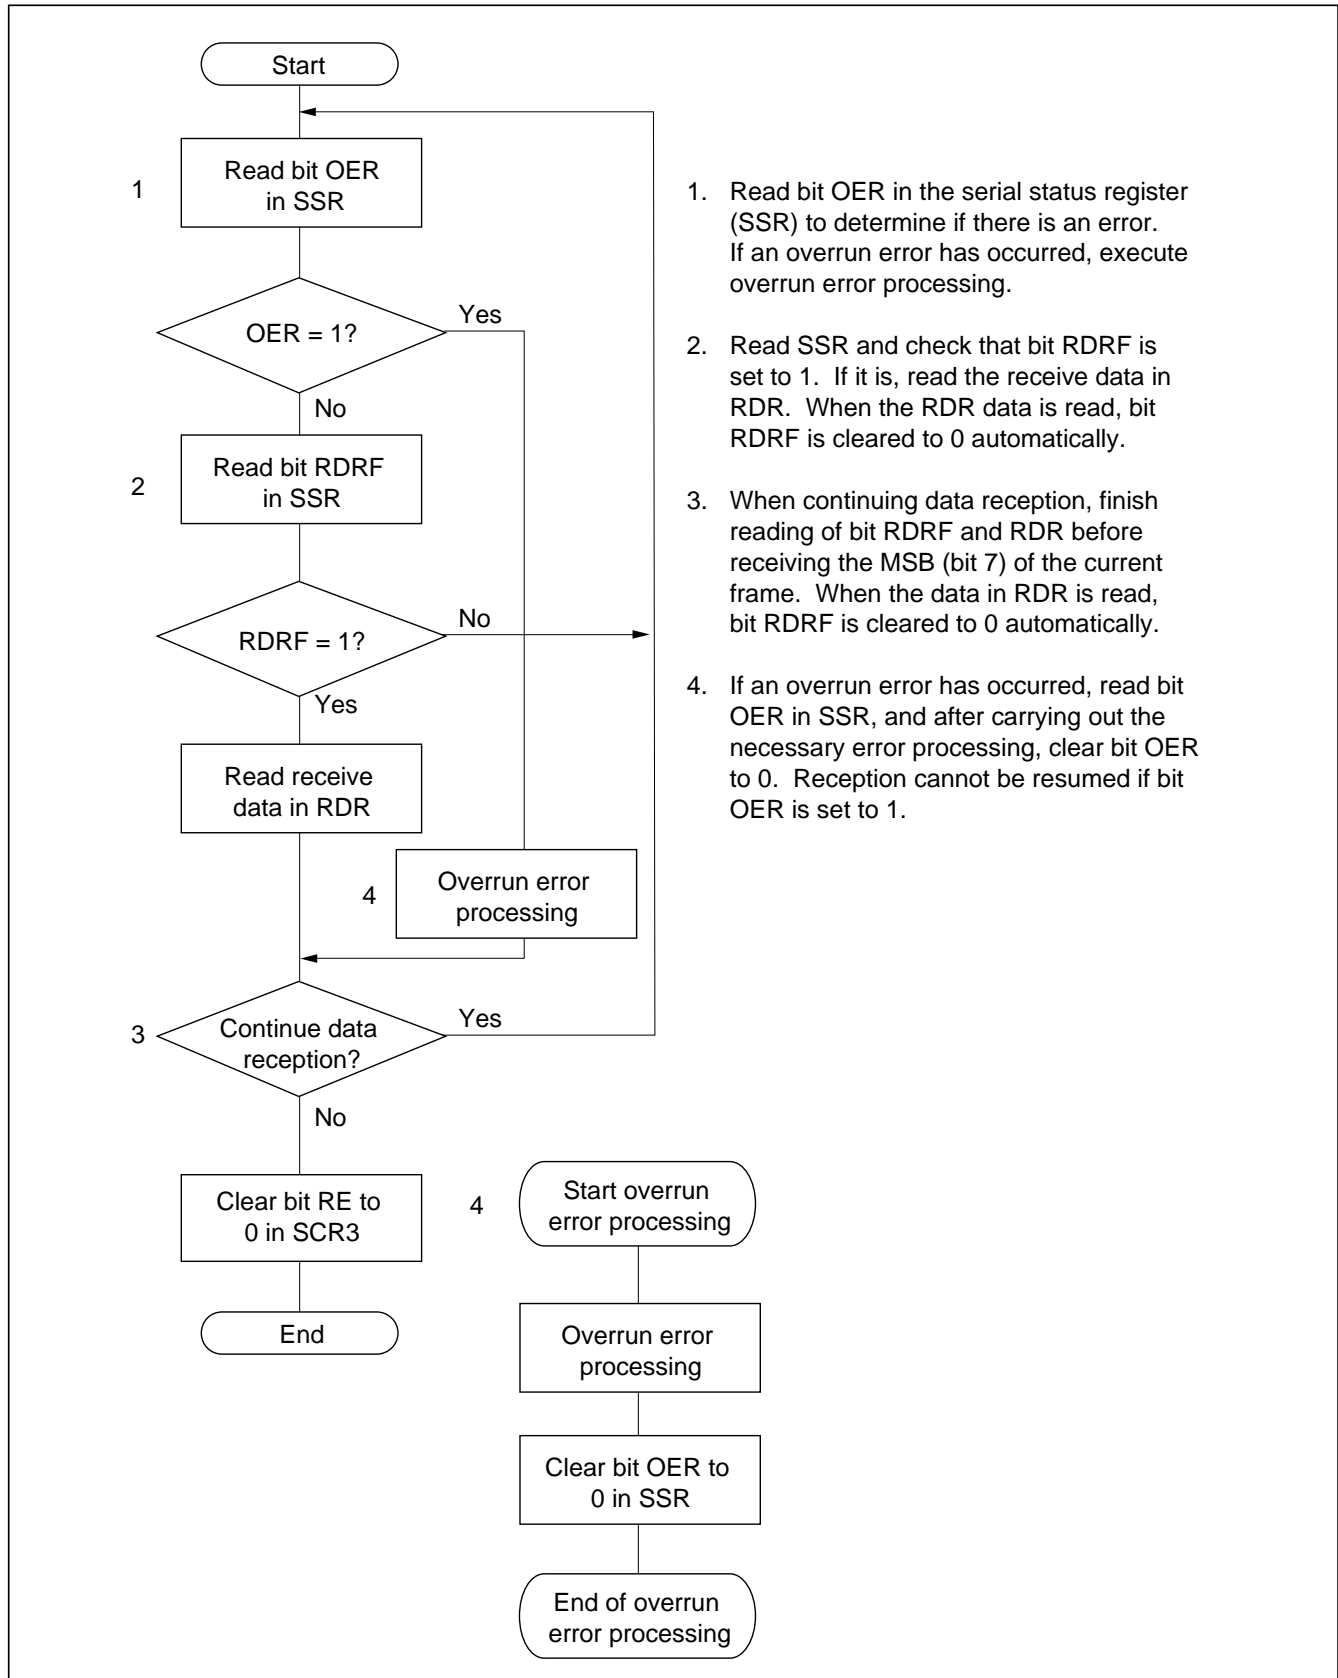 Start
1
Read bit OER
in SSR
OER = 1?
Yes
No
2
Read bit RDRF
in SSR
RDRF = 1?
No
Yes
Read receive
data in RDR
4
Overrun error
processing
3
Continue data
reception?
Yes
No
Clear bit RE to
0 in SCR3
End
4
Start overrun
error processing
Overrun error
processing
Clear bit OER to
0 in SSR
End of overrun
error processing
1. Read bit OER in the serial status register
(SSR) to determine if there is an error.
If an overrun error has occurred, execute
overrun error processing.
2. Read SSR and check that bit RDRF is
set to 1. If it is, read the receive data in
RDR. When the RDR data is read, bit
RDRF is cleared to 0 automatically.
3. When continuing data reception, finish
reading of bit RDRF and RDR before
receiving the MSB (bit 7) of the current
frame. When the data in RDR is read,
bit RDRF is cleared to 0 automatically.
4. If an overrun error has occurred, read bit
OER in SSR, and after carrying out the
necessary error processing, clear bit OER
to 0. Reception cannot be resumed if bit
OER is set to 1.